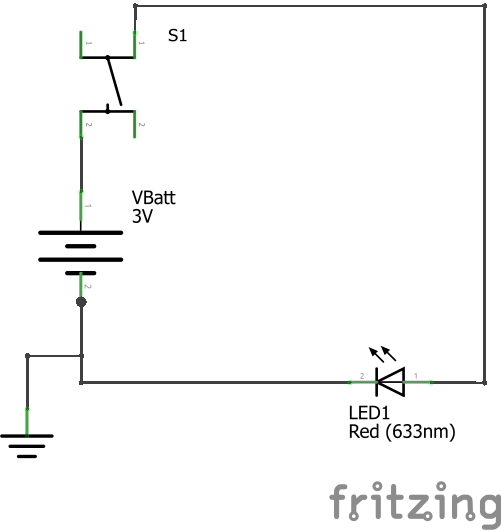 1
1
S1
2
2
1
VBatt
3V
2
2
1
LED1
Red (633nm)
fritzing